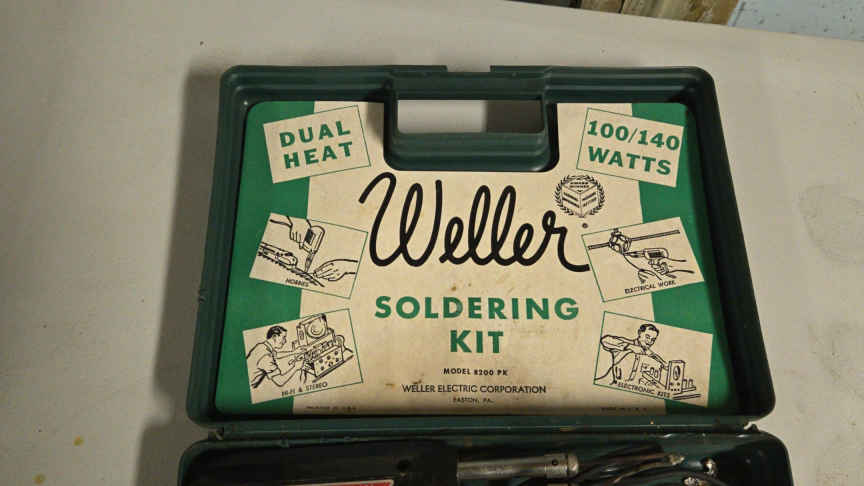 DUAL
HEAT
100/140
WATTS
Weller
HOBBIES
ELECTRICAL WORK
SOLDERING
KIT
MODEL 8200 PK
HI-FI & STEREO
ELECTRONIC KITS
WELLER ELECTRIC CORPORATION
EASTON, PA.